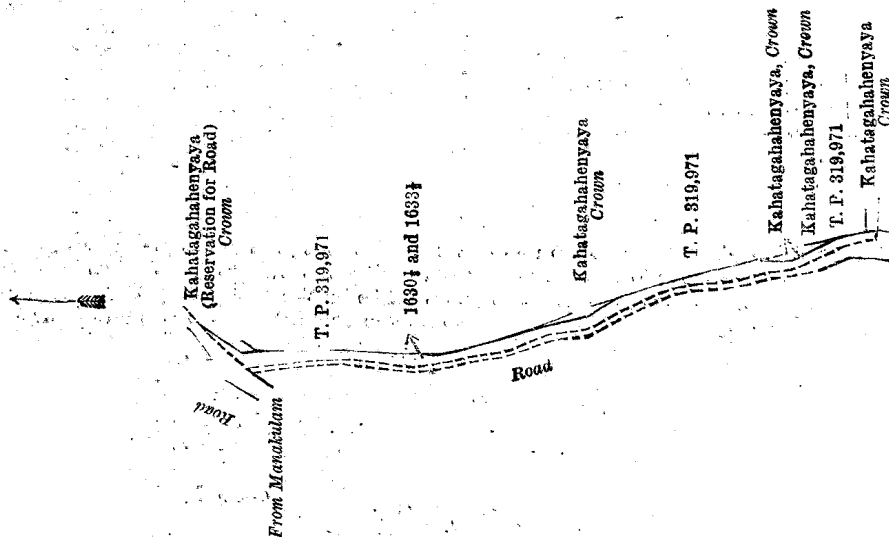 Kahatagahahenyaya
(Reservation for Road)
Crown
T. P. 319,971
1630½ and 1633½
Kahatagahahenyaya
Crown
T. P. 319,971
Kahatagahahenyaya, Crown
Kahatagahahenyaya, Crown
T. P. 319,971
Kahatagahahenyaya
Crown
Road
Road
From Manakulam